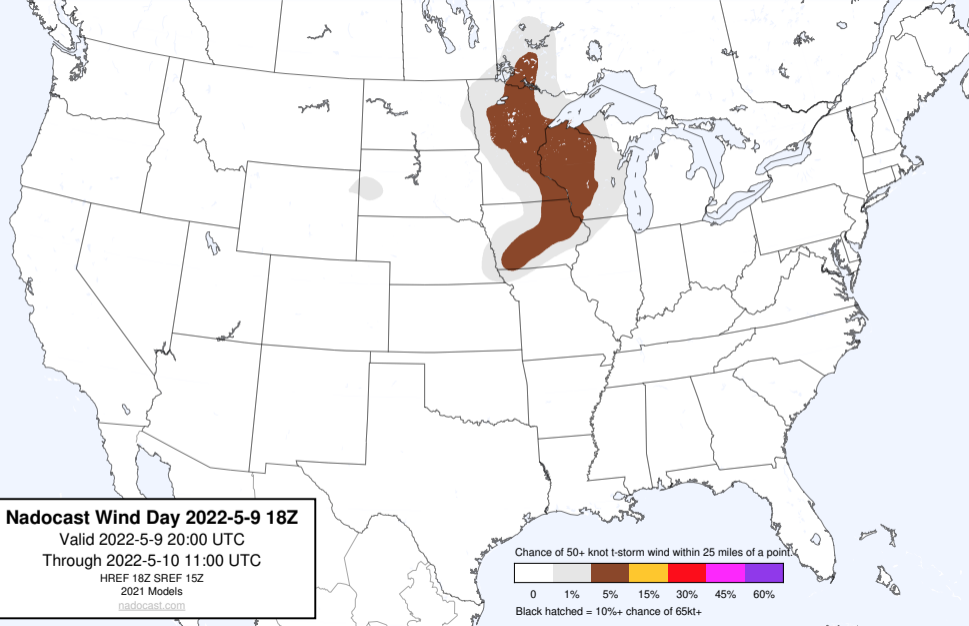 Nadocast Wind Day 2022-5-9 18Z
Valid 2022-5-9 20:00 UTC
Through 2022-5-10 11:00 UTC
HREF 18Z SREF 15Z
2021 Models
nadocast.com
Chance of 50+ knot t-storm wind within 25 miles of a point.
0 1% 5% 15% 30% 45% 60%
Black hatched = 10%+ chance of 65kt+